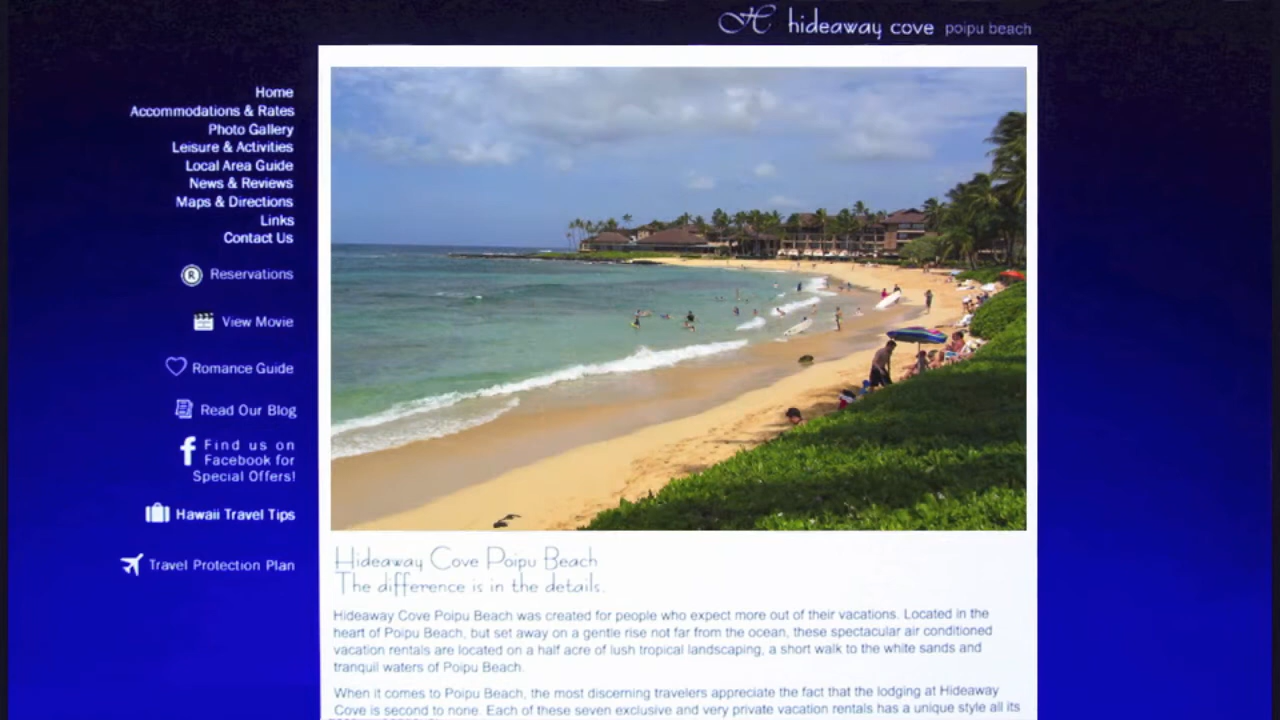 hideaway cove poipu beach
Home
Accommodations & Rates
Photo Gallery
Leisure & Activities
Local Area Guide
News & Reviews
Maps & Directions
Links
Contact Us
Reservations
View Movie
Romance Guide
Read Our Blog
Find us on
Facebook for
Special Offers!
Hawaii Travel Tips
Travel Protection Plan
Hideaway Cove Poipu Beach
The difference is in the details.
Hideaway Cove Poipu Beach was created for people who expect more out of their vacations. Located in the
heart of Poipu Beach, but set away on a gentle rise not far from the ocean, these spectacular air conditioned
vacation rentals are located on a half acre of lush tropical landscaping, a short walk to the white sands and
tranquil waters of Poipu Beach.
When it comes to Poipu Beach, the most discerning travelers appreciate the fact that the lodging at Hideaway
Cove is second to none. Each of these seven exclusive and very private vacation rentals has a unique style all its